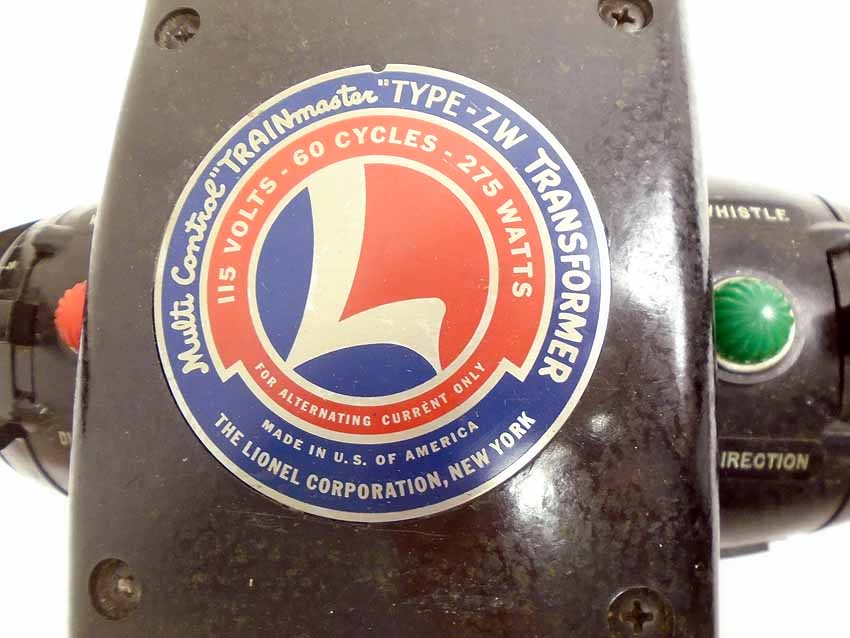 Multi Control "TRAINmaster" TYPE-ZW TRANSFORMER
115 VOLTS - 60 CYCLES - 275 WATTS
FOR ALTERNATING CURRENT ONLY
MADE IN U.S. OF AMERICA
THE LIONEL CORPORATION, NEW YORK
WHISTLE
DIRECTION